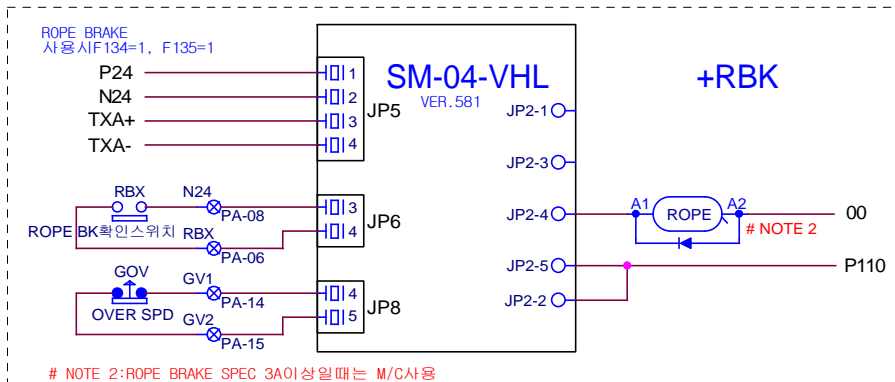 ROPE BRAKE
사용시F134=1, F135=1
P24
N24
TXA+
TXA-
1
2
3
4
JP5
SM-04-VHL
VER.581
+RBK
JP2-1
JP2-3
JP2-4
JP2-5
JP2-2
A1
ROPE
A2
# NOTE 2
00
P110
RBX
N24
PA-08
ROPE BK확인스위치
RBX
PA-06
3
4
JP6
GOV
GV1
PA-14
OVER SPD
GV2
PA-15
4
5
JP8
# NOTE 2:ROPE BRAKE SPEC 3A이상일때는 M/C사용